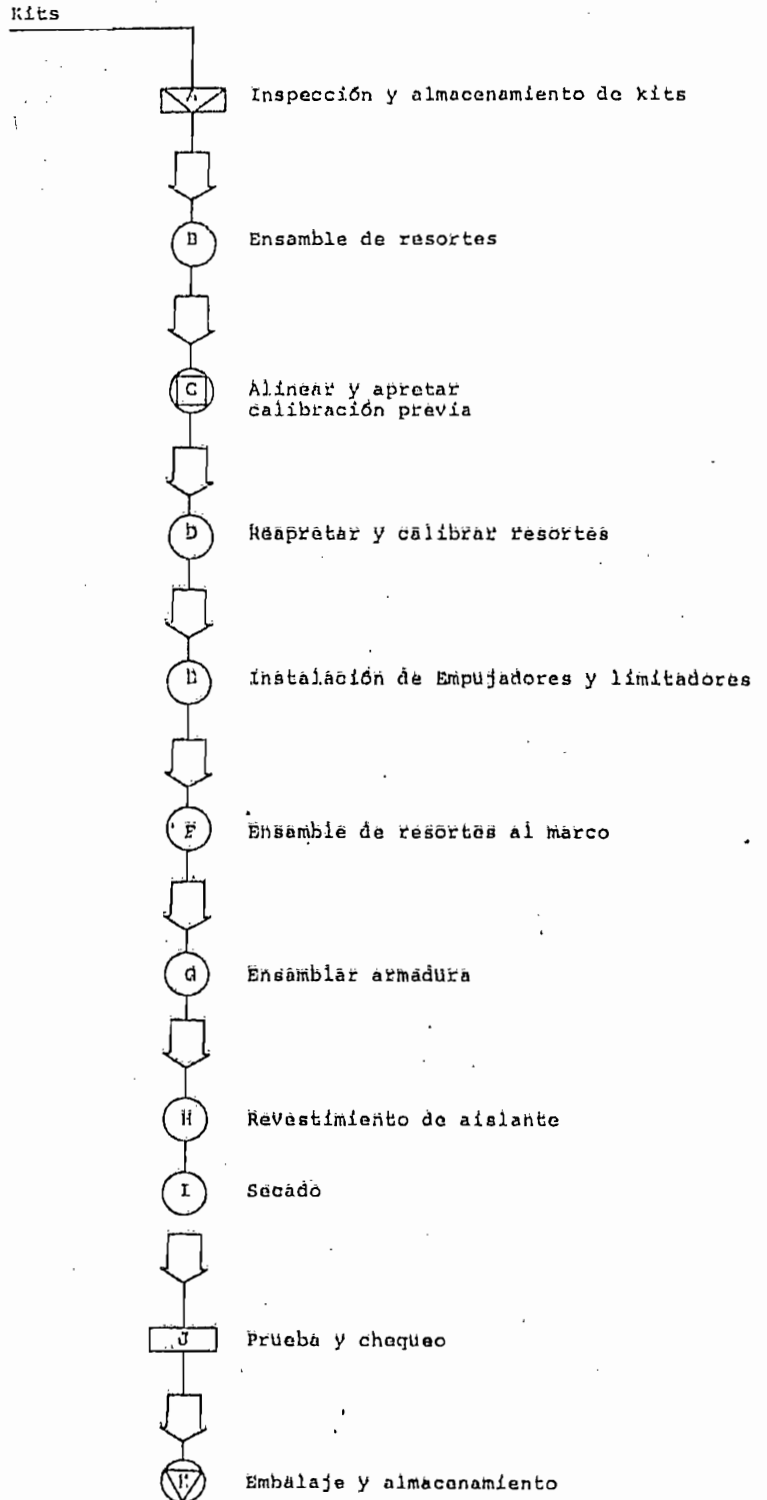 Kits
A Inspección y almacenamiento de kits
B Ensamble de resortes
C Alinear y apretar
calibración previa
D Reapretar y calibrar resortes
Instalación de Empujadores y limitadores
F Ensamble de resortes al marco
G Ensamblar armadura
H Revestimiento de aislante
I Secado
J Prueba y chequeo
Embalaje y almacenamiento